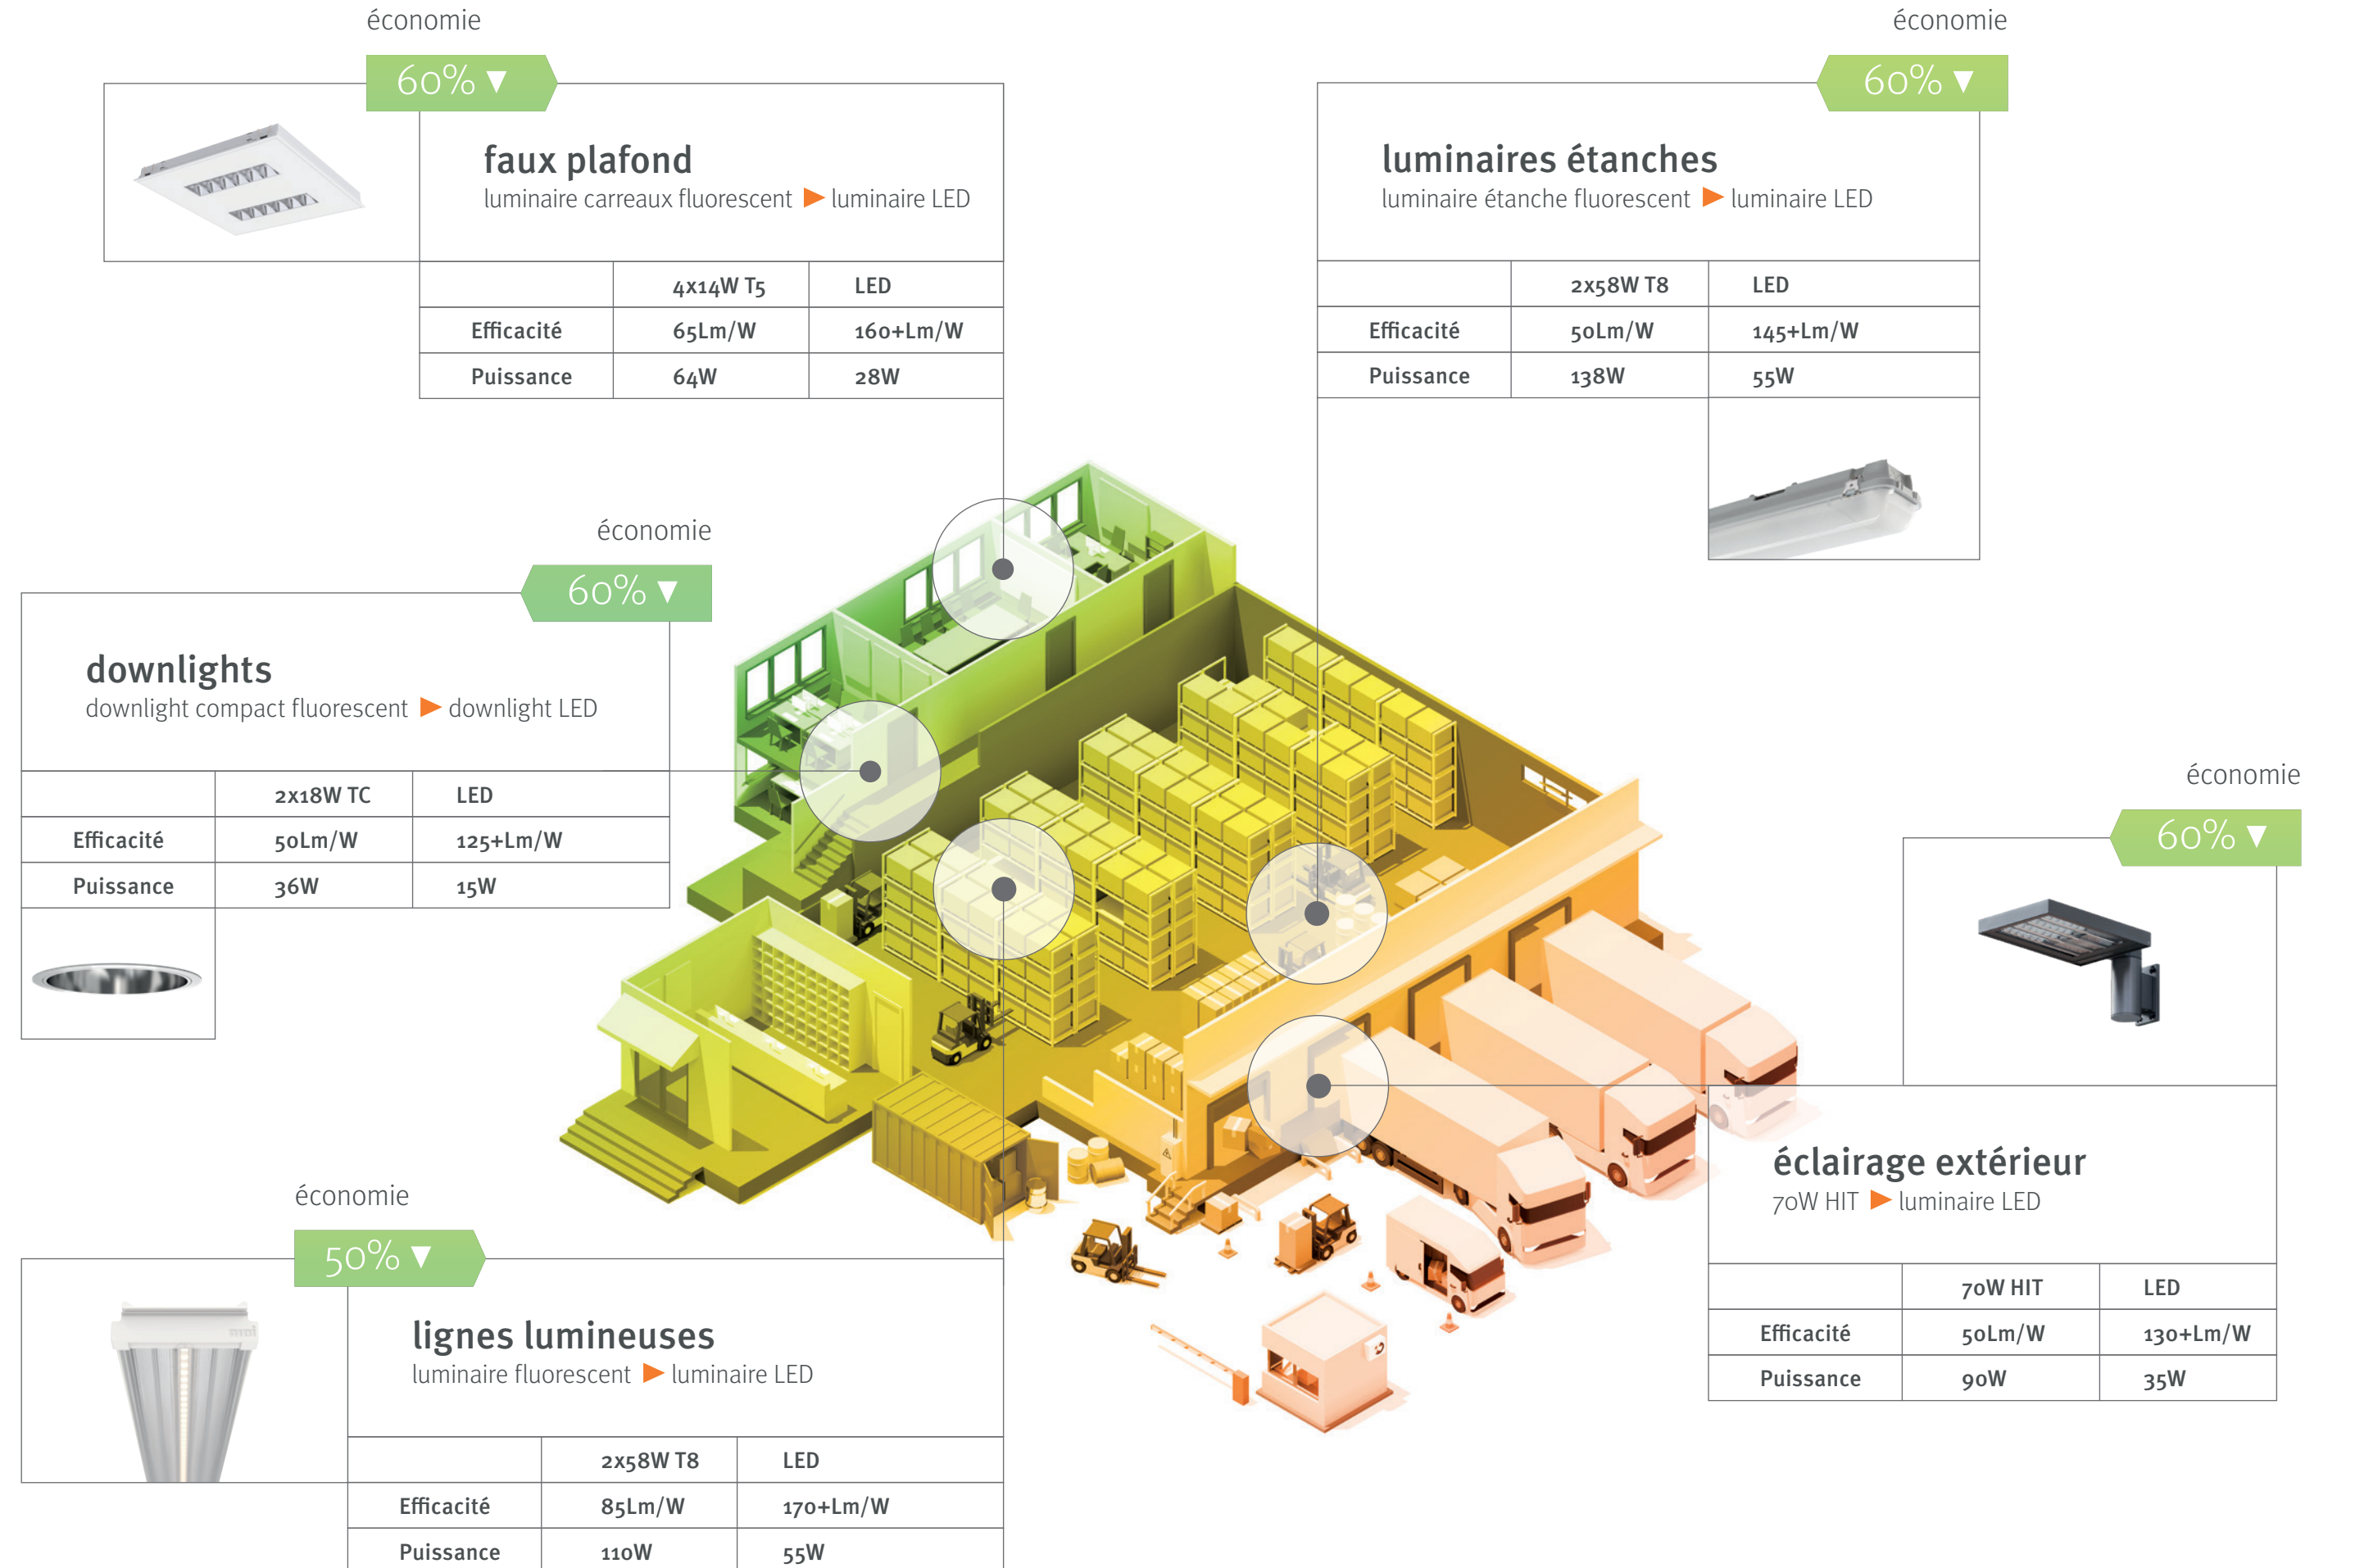 économie
60% ▼
faux plafond
luminaire carreaux fluorescent ▶ luminaire LED
4x14W T5 LED
Efficacité 65Lm/W 160+Lm/W
Puissance 64W 28W
économie
60% ▼
luminaires étanches
luminaire étanche fluorescent ▶ luminaire LED
2x58W T8 LED
Efficacité 50Lm/W 145+Lm/W
Puissance 138W 55W
économie
60% ▼
downlights
downlight compact fluorescent ▶ downlight LED
2x18W TC LED
Efficacité 50Lm/W 125+Lm/W
Puissance 36W 15W
économie
60% ▼
éclairage extérieur
70W HIT ▶ luminaire LED
70W HIT LED
Efficacité 50Lm/W 130+Lm/W
Puissance 90W 35W
économie
50% ▼
lignes lumineuses
luminaire fluorescent ▶ luminaire LED
2x58W T8 LED
Efficacité 85Lm/W 170+Lm/W
Puissance 110W 55W